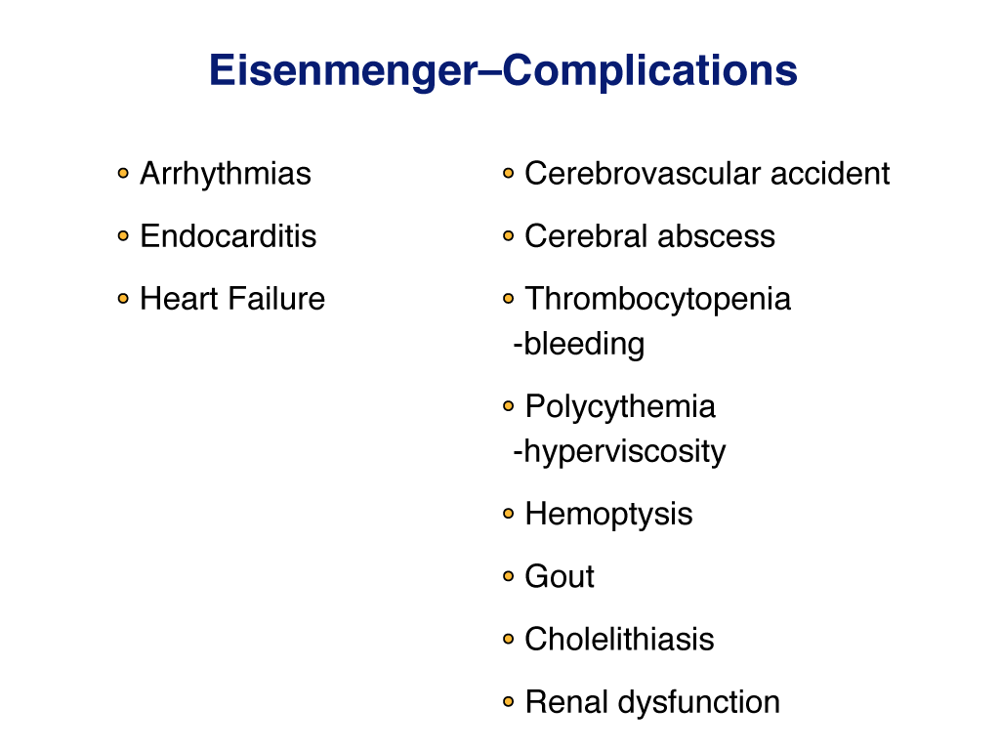 Eisenmenger–Complications
• Arrhythmias
• Endocarditis
• Heart Failure
• Cerebrovascular accident
• Cerebral abscess
• Thrombocytopenia
-bleeding
• Polycythemia
-hyperviscosity
• Hemoptysis
• Gout
• Cholelithiasis
• Renal dysfunction